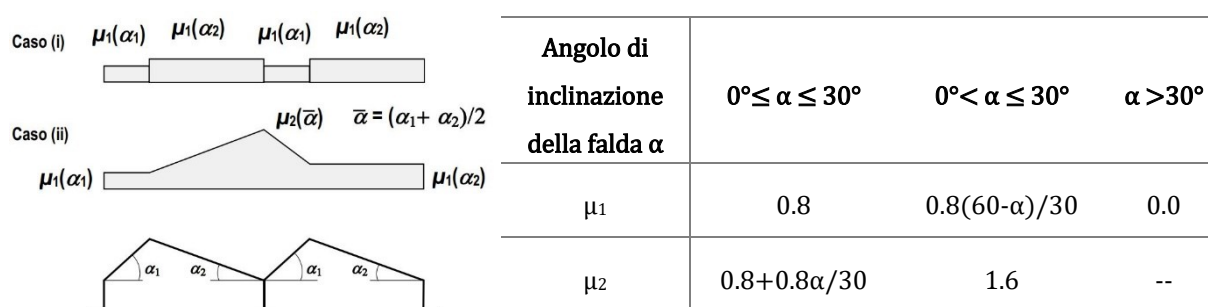 Caso (i) μ1(α1) μ1(α2) μ1(α1) μ1(α2)
Caso (ii)
μ2(ᾱ) ᾱ = (α1+ α2)/2
μ1(α1) μ1(α2)
α1 α2 α1 α2
Angolo di
inclinazione
della falda α
0°≤ α ≤ 30° 0°< α ≤ 30° α >30°
μ1 0.8 0.8(60-α)/30 0.0
μ2 0.8+0.8α/30 1.6 --